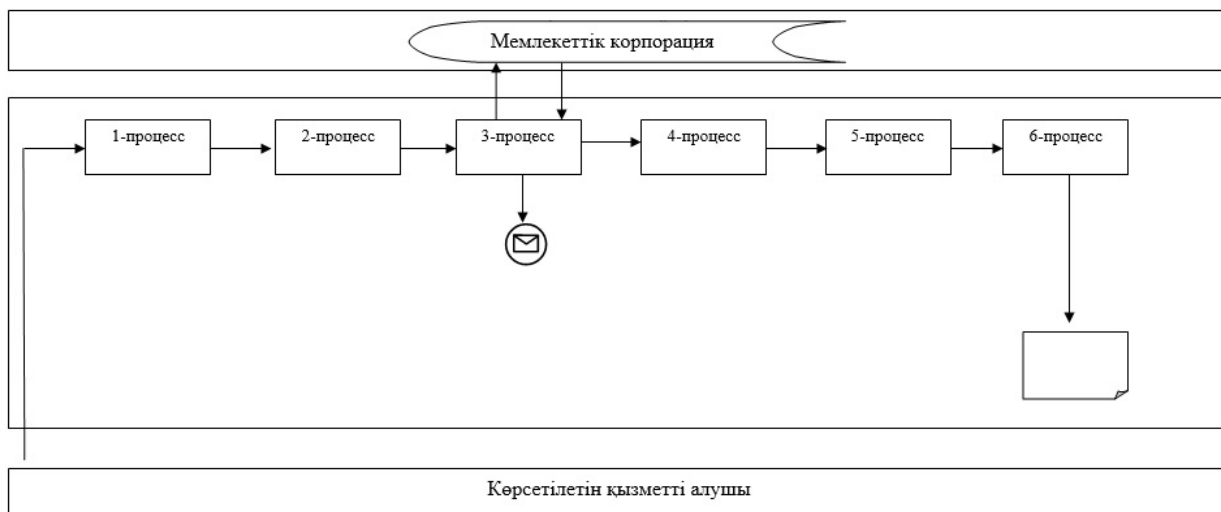 Мемлекеттік корпорация
1-процесс
2-процесс
3-процесс
4-процесс
5-процесс
6-процесс
Көрсетілетін қызметті алушы